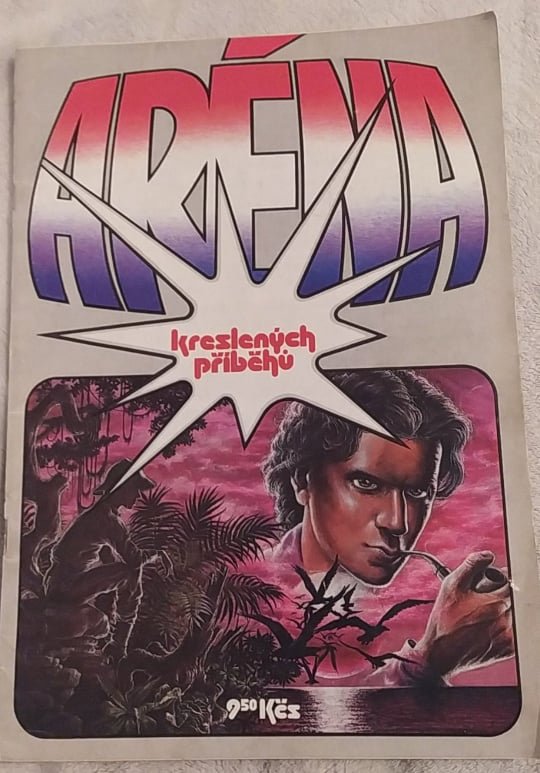 ARÉNA
kreslených
příběhů
9⁵⁰ Kčs